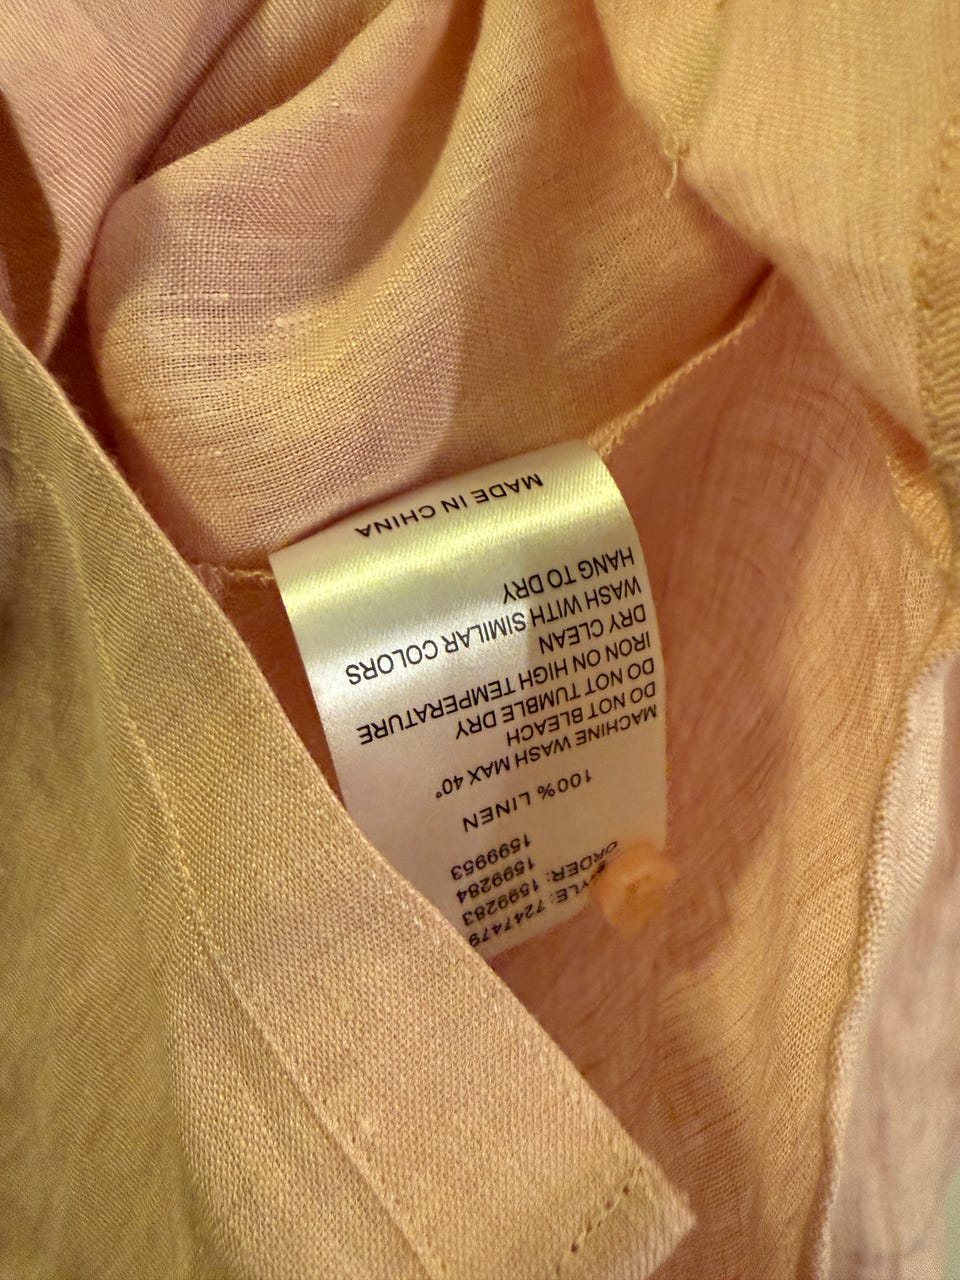 YLE: 7247479
ORDER: 1599283
1599284
1599953
100% LINEN
MACHINE WASH MAX 40°
DO NOT BLEACH
DO NOT TUMBLE DRY
IRON ON HIGH TEMPERATURE
DRY CLEAN
WASH WITH SIMILAR COLORS
HANG TO DRY
MADE IN CHINA